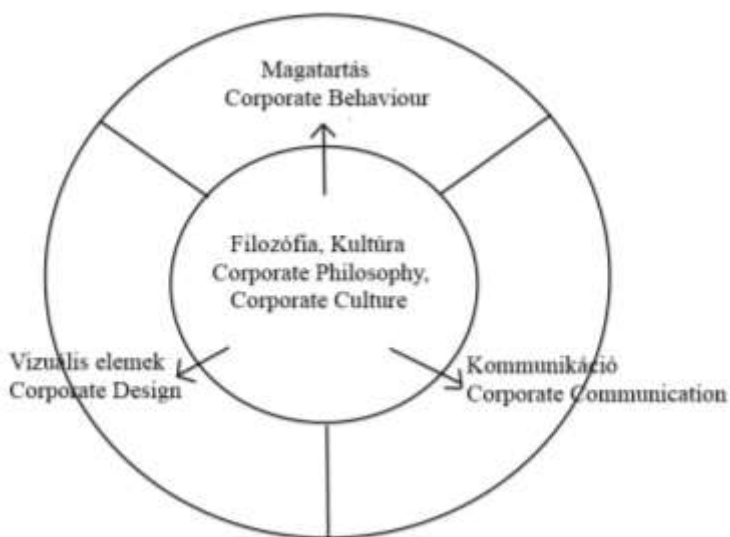 Magatartás
Corporate Behaviour
Filozófia, Kultúra
Corporate Philosophy,
Corporate Culture
Vizuális elemek
Corporate Design
Kommunikáció
Corporate Communication